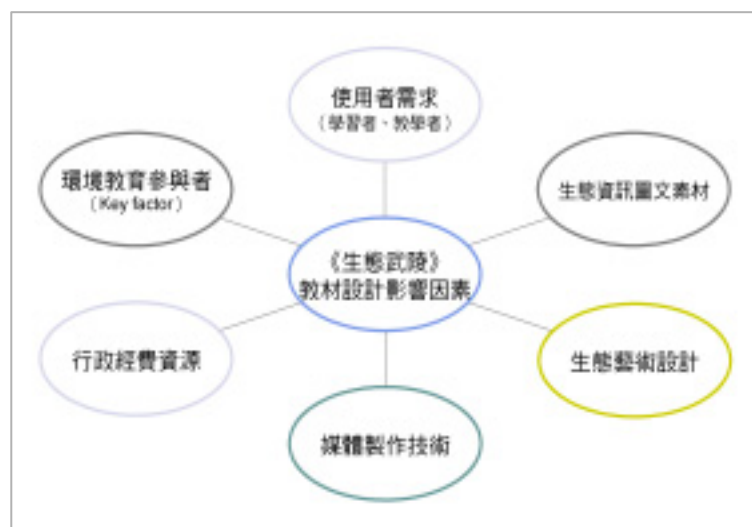 使用者需求
（學習者、教學者）
環境教育參與者
（Key factor）
生態資訊圖文素材
《生態武陵》
教材設計影響因素
行政經費資源
生態藝術設計
媒體製作技術